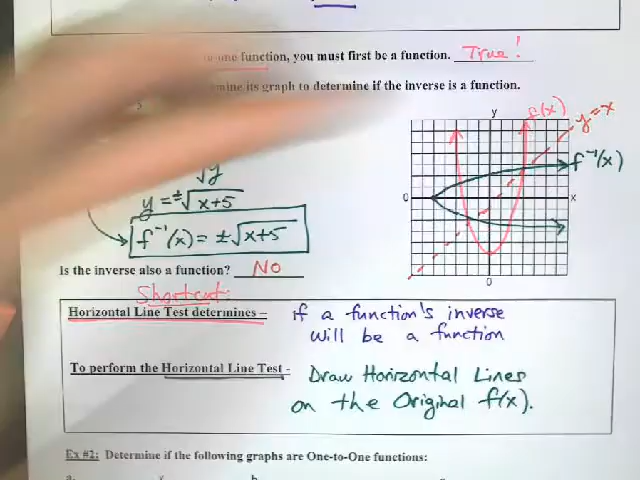 function, you must first be a function. True!
its graph to determine if the inverse is a function.
y f(x) y = x
√y
f⁻¹(x)
y = ±√x+5
0 x
f⁻¹(x) = ±√x+5
Is the inverse also a function? No
0
Shortcut:
Horizontal Line Test determines – if a function's inverse
will be a function
To perform the Horizontal Line Test - Draw Horizontal Lines
on the Original f(x).
Ex #2: Determine if the following graphs are One-to-One functions:
a. y b.